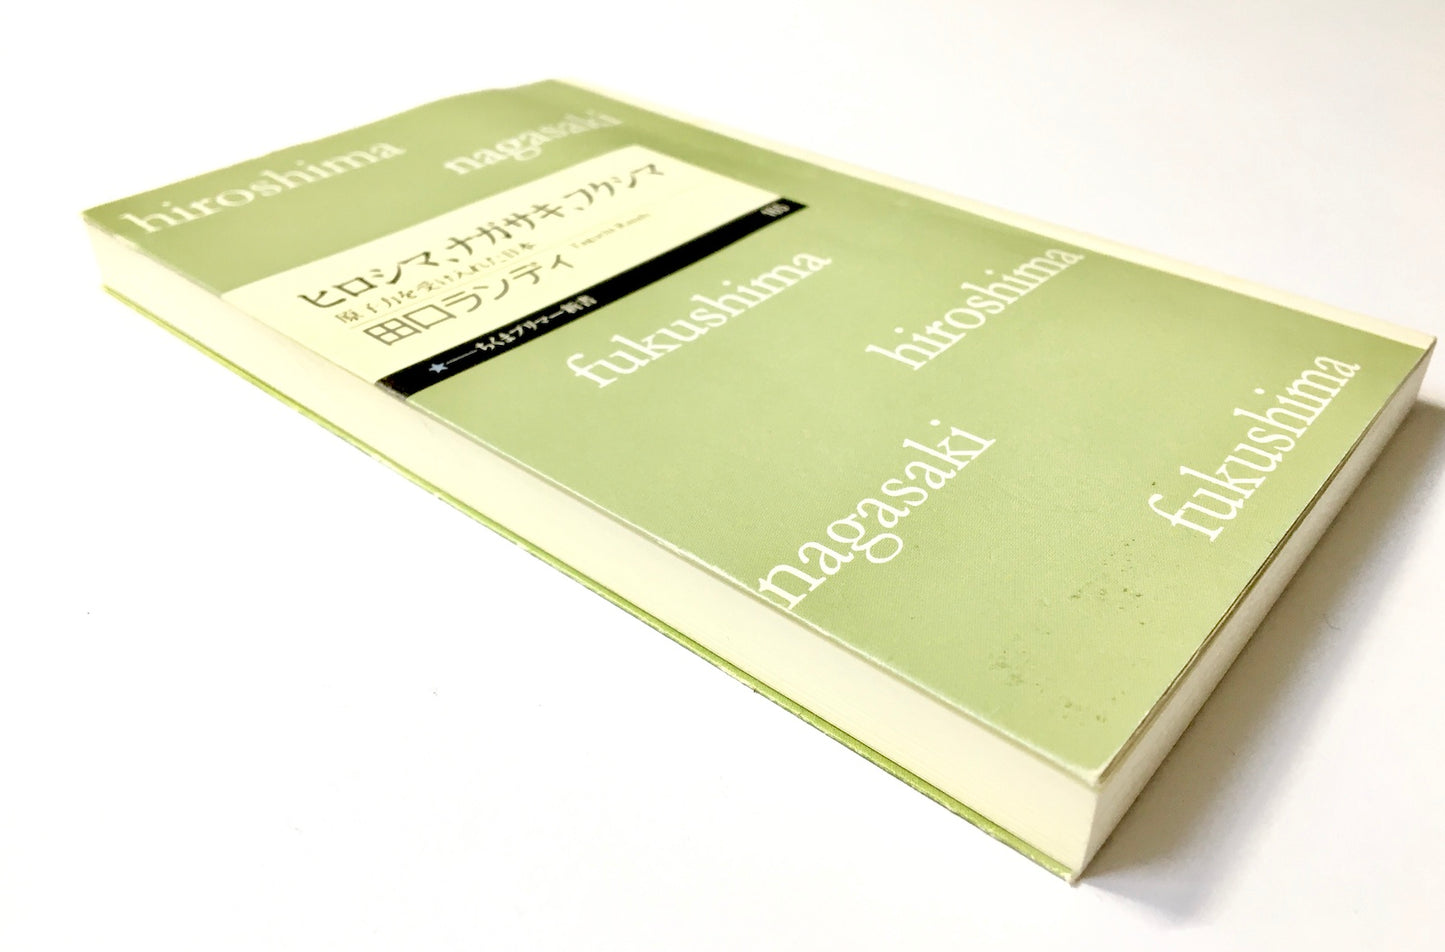 hiroshima
nagasaki
ヒロシマ、ナガサキ、フクシマ
原子力を受け入れた日本
田口ランディ Taguchi Randy
★──ちくまプリマー新書
165
fukushima
hiroshima
nagasaki
fukushima